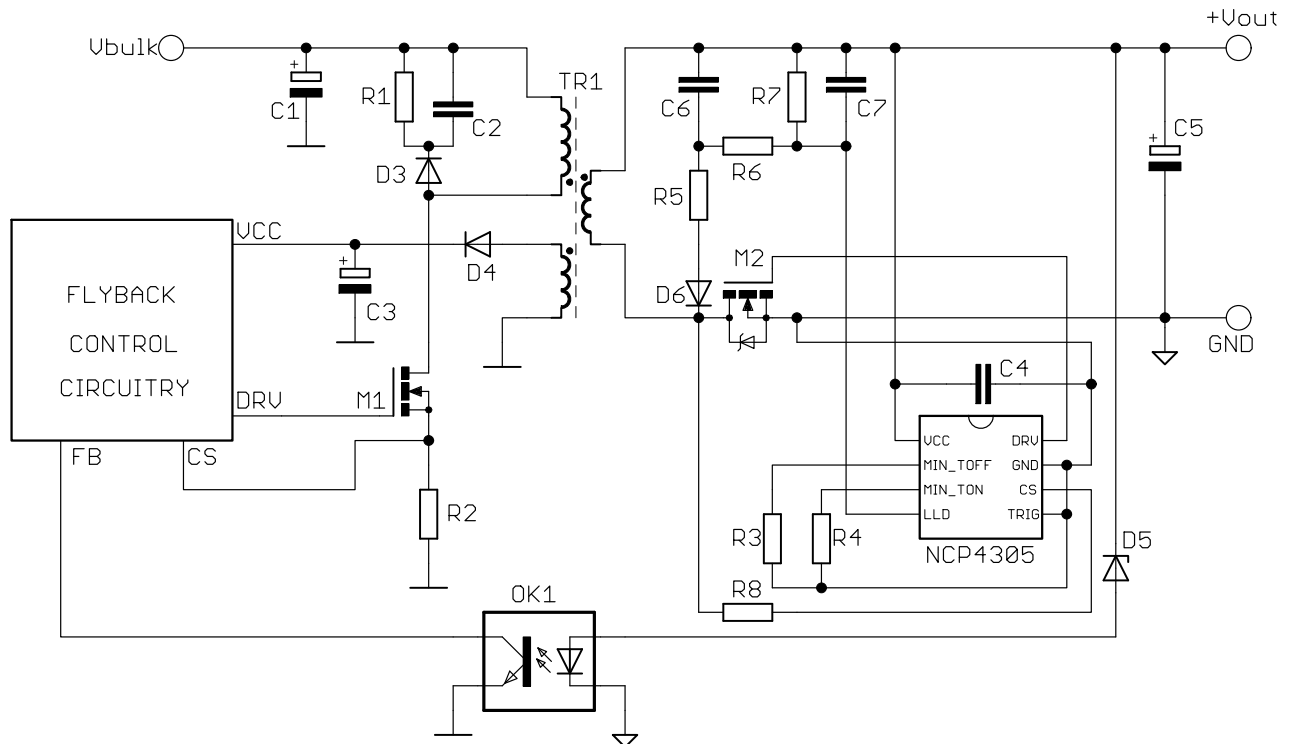 +Vout
Vbulk
+
C1
R1
C2
TR1
C6
R7
C7
+
C5
D3
R6
R5
VCC
D4
M2
FLYBACK
CONTROL
CIRCUITRY
+
C3
D6
GND
C4
DRV
M1
FB
CS
VCC
DRV
MIN_TOFF
GND
MIN_TON
CS
LLD
TRIG
R2
R3
R4
NCP4305
D5
R8
OK1